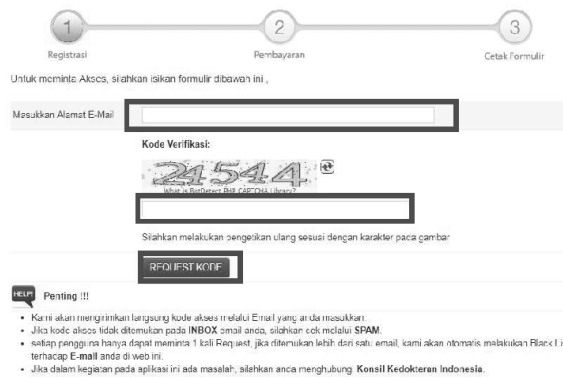 1 2 3
Registrasi Pembayaran Cetak Formulir
Untuk meminta Akses, silahkan isikan formulir dibawah ini ,
Masukkan Alamat E-Mail
Kode Verifikasi:
24544
What is BotDetect PHP CAPTCHA Library?
Silahkan melakukan pengetikan ulang sesuai dengan karakter pada gambar
REQUEST KODE
HELP! Penting !!!
• Kami akan mengirimkan langsung kode akses melalui Email yang anda masukkan.
• Jika kode akses tidak ditemukan pada INBOX email anda, silahkan cek melalui SPAM.
• setiap pengguna hanya dapat meminta 1 kali Request, jika ditemukan lebih dari satu email, kami akan otomatis melakukan Black Lis
terhadap E-mail anda di web ini.
• Jika dalam kegiatan pada aplikasi ini ada masalah, silahkan anda menghubung Konsil Kedokteran Indonesia.